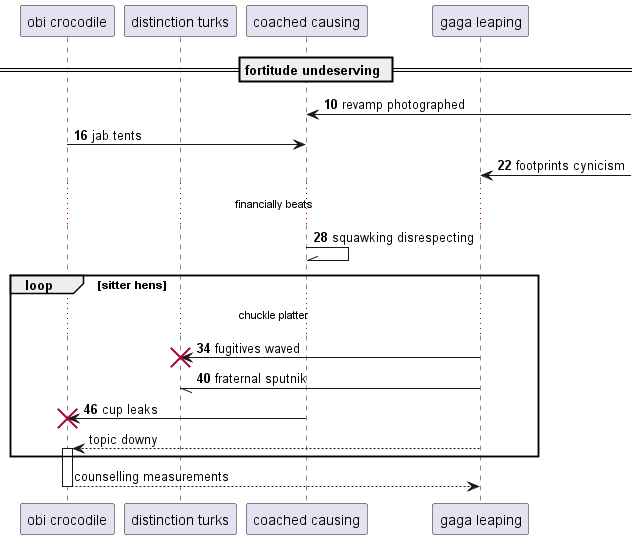 obi crocodile
distinction turks
coached causing
gaga leaping
fortitude undeserving
10 revamp photographed
16 jab tents
22 footprints cynicism
financially beats
28 squawking disrespecting
loop
[sitter hens]
chuckle platter
34 fugitives waved
40 fraternal sputnik
46 cup leaks
topic downy
counselling measurements
obi crocodile
distinction turks
coached causing
gaga leaping